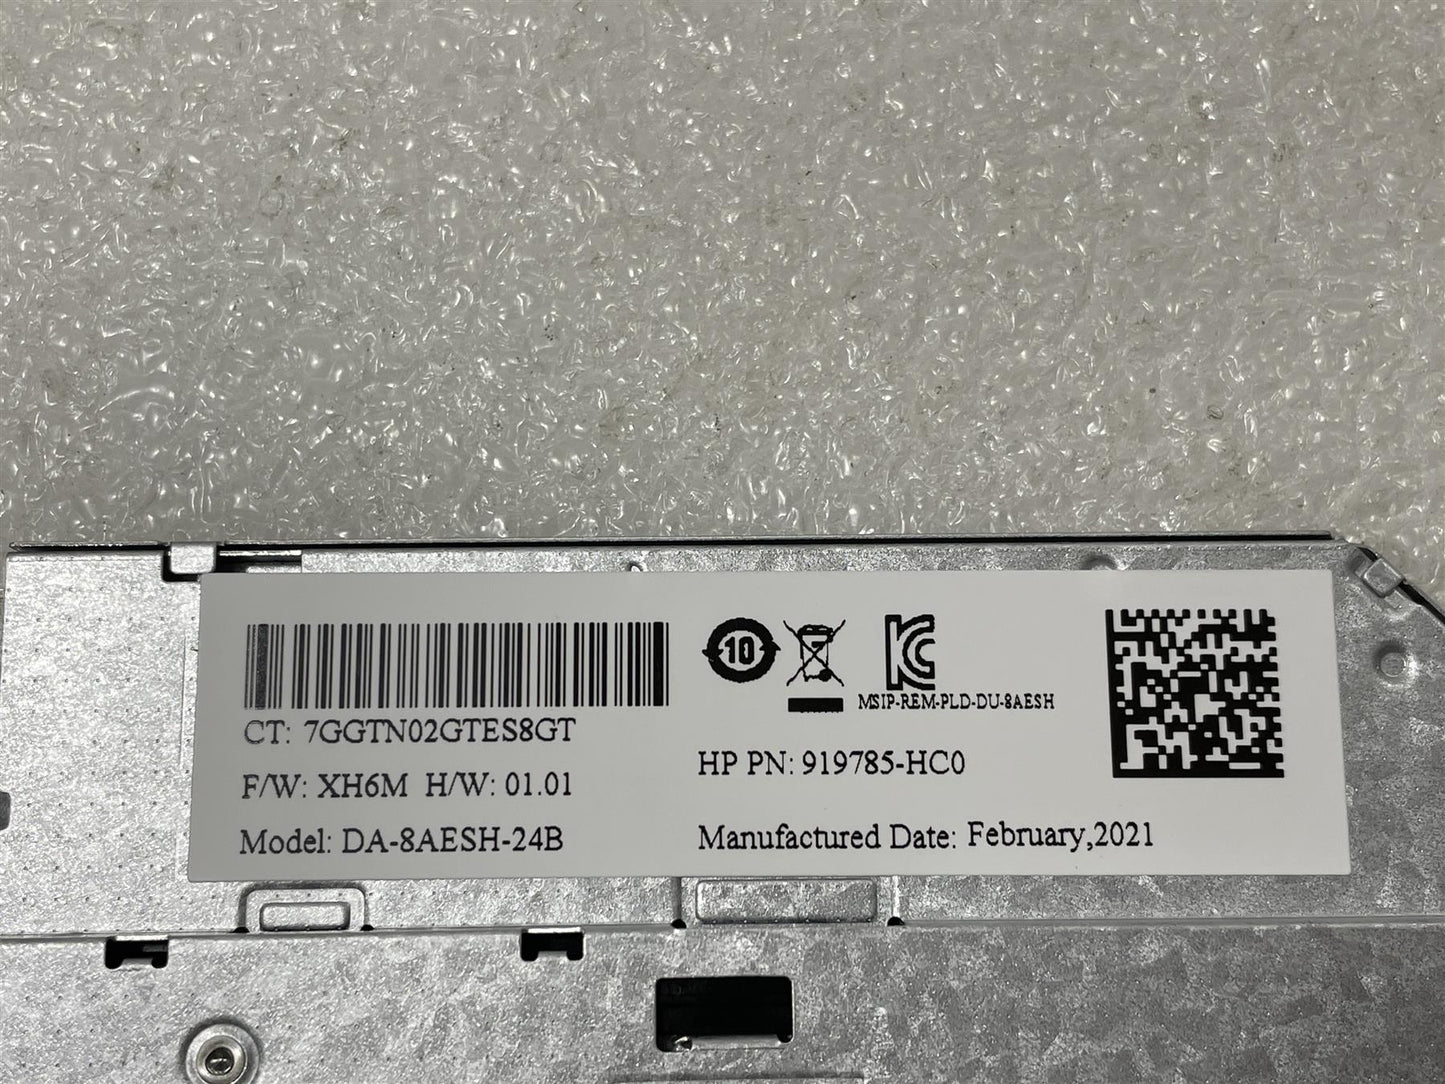 CT: 7GGTN02GTES8GT
F/W: XH6M H/W: 01.01
Model: DA-8AESH-24B
10
MSIP-REM-PLD-DU-8AESH
HP PN: 919785-HC0
Manufactured Date: February,2021